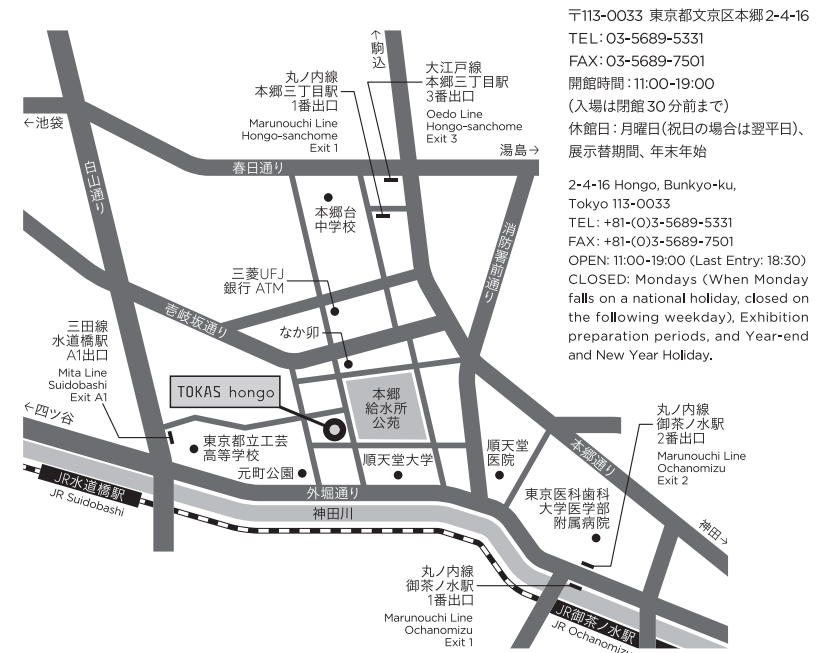 〒113-0033 東京都文京区本郷2-4-16
TEL：03-5689-5331
FAX：03-5689-7501
開館時間：11:00-19:00
(入場は閉館30分前まで)
休館日：月曜日(祝日の場合は翌平日)、
展示替期間、年末年始
2-4-16 Hongo, Bunkyo-ku,
Tokyo 113-0033
TEL: +81-(0)3-5689-5331
FAX: +81-(0)3-5689-7501
OPEN: 11:00-19:00 (Last Entry: 18:30)
CLOSED: Mondays (When Monday
falls on a national holiday, closed on
the following weekday), Exhibition
preparation periods, and Year-end
and New Year Holiday.
↑駒込
大江戸線
本郷三丁目駅
3番出口
Oedo Line
Hongo-sanchome
Exit 3
丸ノ内線
本郷三丁目駅
1番出口
Marunouchi Line
Hongo-sanchome
Exit 1
←池袋
湯島→
白山通り
春日通り
本郷台
中学校
消防署前通り
三菱UFJ
銀行 ATM
壱岐坂通り
なか卯
三田線
水道橋駅
A1出口
Mita Line
Suidobashi
Exit A1
TOKAS hongo
本郷
給水所
公苑
←四ツ谷
東京都立工芸
高等学校
元町公園
順天堂大学
順天堂
医院
本郷通り
丸ノ内線
御茶ノ水駅
2番出口
Marunouchi Line
Ochanomizu
Exit 2
JR水道橋駅
JR Suidobashi
外堀通り
神田川
東京医科歯科
大学医学部
附属病院
神田→
丸ノ内線
御茶ノ水駅
1番出口
Marunouchi Line
Ochanomizu
Exit 1
JR御茶ノ水駅
JR Ochanomizu